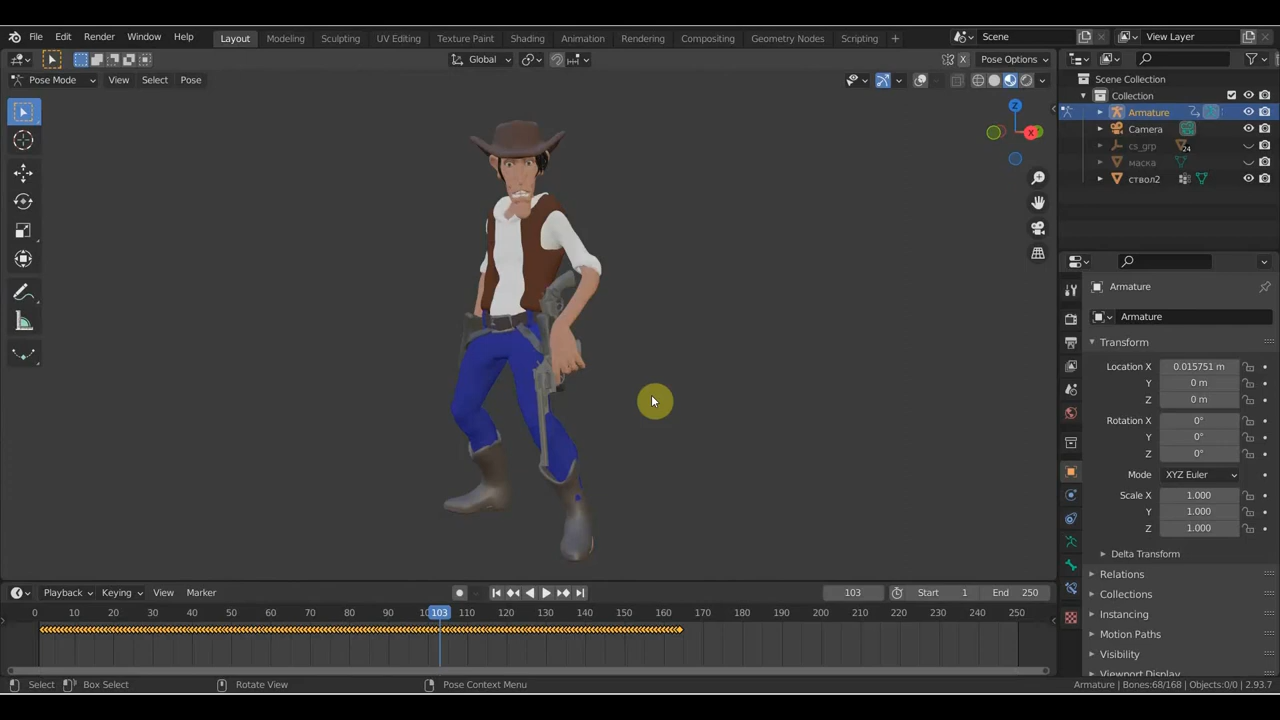 File Edit Render Window Help Layout Modeling Sculpting UV Editing Texture Paint Shading Animation Rendering Compositing Geometry Nodes Scripting + Scene View Layer
Global Pose Options
Pose Mode View Select Pose
Z
X
Scene Collection
Collection
Armature
Camera
cs_grp 24
маска
ствол2
Armature
Armature
Transform
Location X 0.015751 m
Y 0 m
Z 0 m
Rotation X 0°
Y 0°
Z 0°
Mode XYZ Euler
Scale X 1.000
Y 1.000
Z 1.000
Delta Transform
Relations
Collections
Instancing
Motion Paths
Visibility
Viewport Display
Playback Keying View Marker 103 Start 1 End 250
0 10 20 30 40 50 60 70 80 90 103 110 120 130 140 150 160 170 180 190 200 210 220 230 240 250
Select Box Select Rotate View Pose Context Menu Armature | Bones:68/168 | Objects:0/0 | 2.93.7